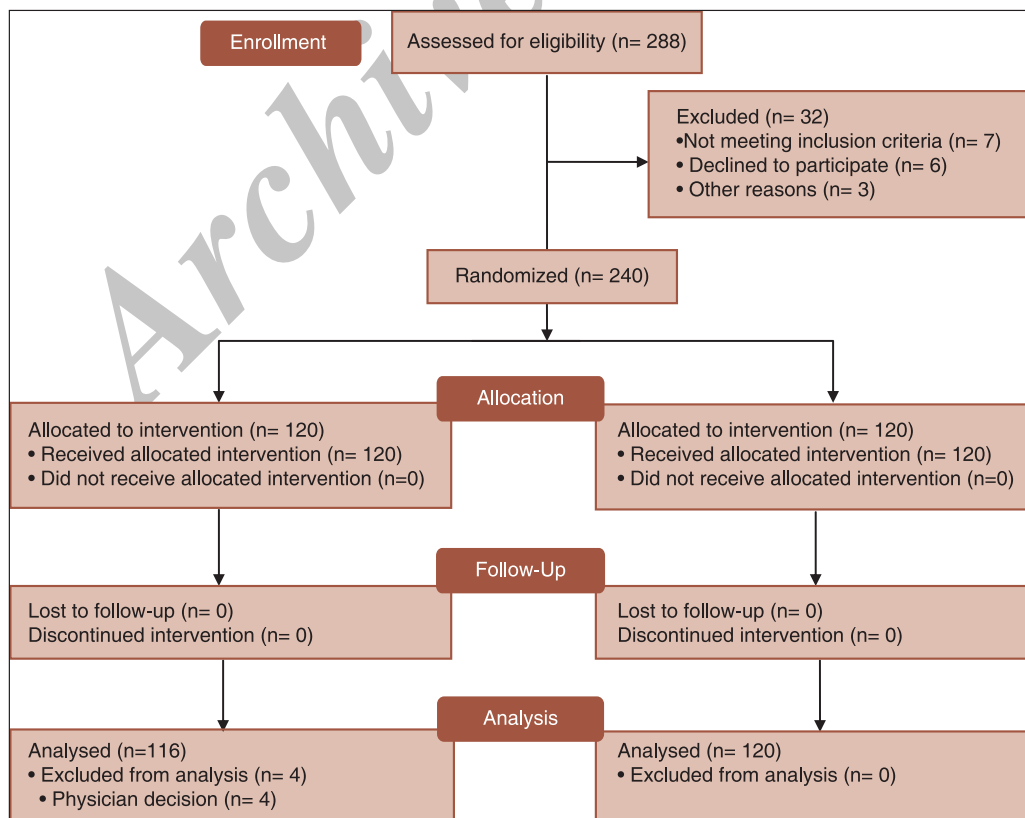 Enrollment
Assessed for eligibility (n= 288)
Excluded (n= 32)
•Not meeting inclusion criteria (n= 7)
• Declined to participate (n= 6)
• Other reasons (n= 3)
Randomized (n= 240)
Allocation
Allocated to intervention (n= 120)
• Received allocated intervention (n= 120)
• Did not receive allocated intervention (n=0)
Allocated to intervention (n= 120)
• Received allocated intervention (n= 120)
• Did not receive allocated intervention (n=0)
Follow-Up
Lost to follow-up (n= 0)
Discontinued intervention (n= 0)
Lost to follow-up (n= 0)
Discontinued intervention (n= 0)
Analysis
Analysed (n=116)
• Excluded from analysis (n= 4)
• Physician decision (n= 4)
Analysed (n= 120)
• Excluded from analysis (n= 0)